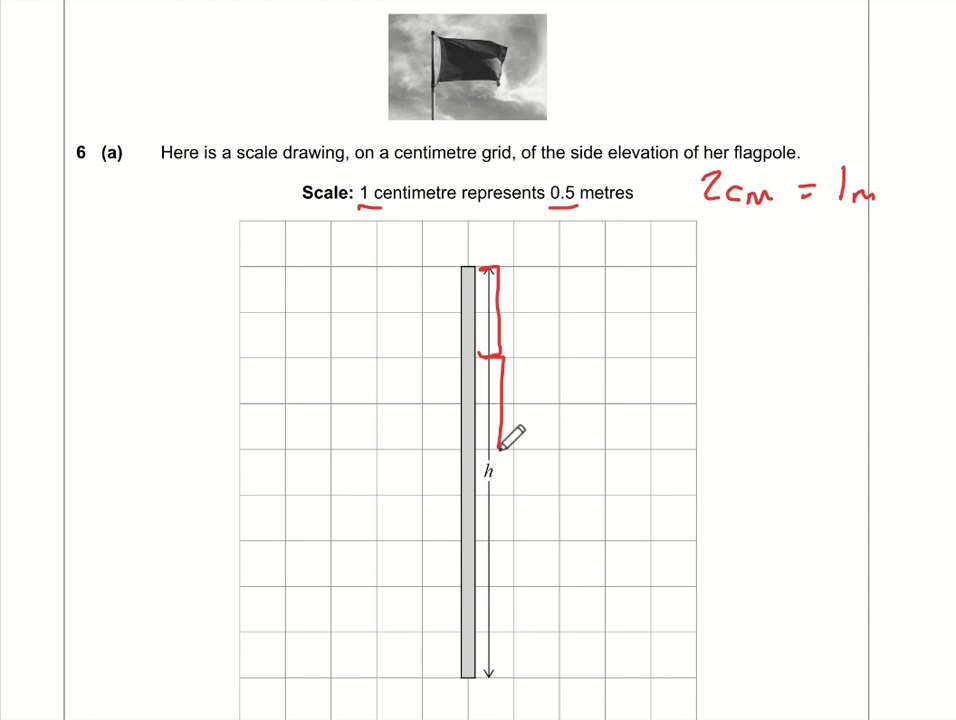 6 (a) Here is a scale drawing, on a centimetre grid, of the side elevation of her flagpole.
Scale: 1 centimetre represents 0.5 metres
2cm = 1m
h